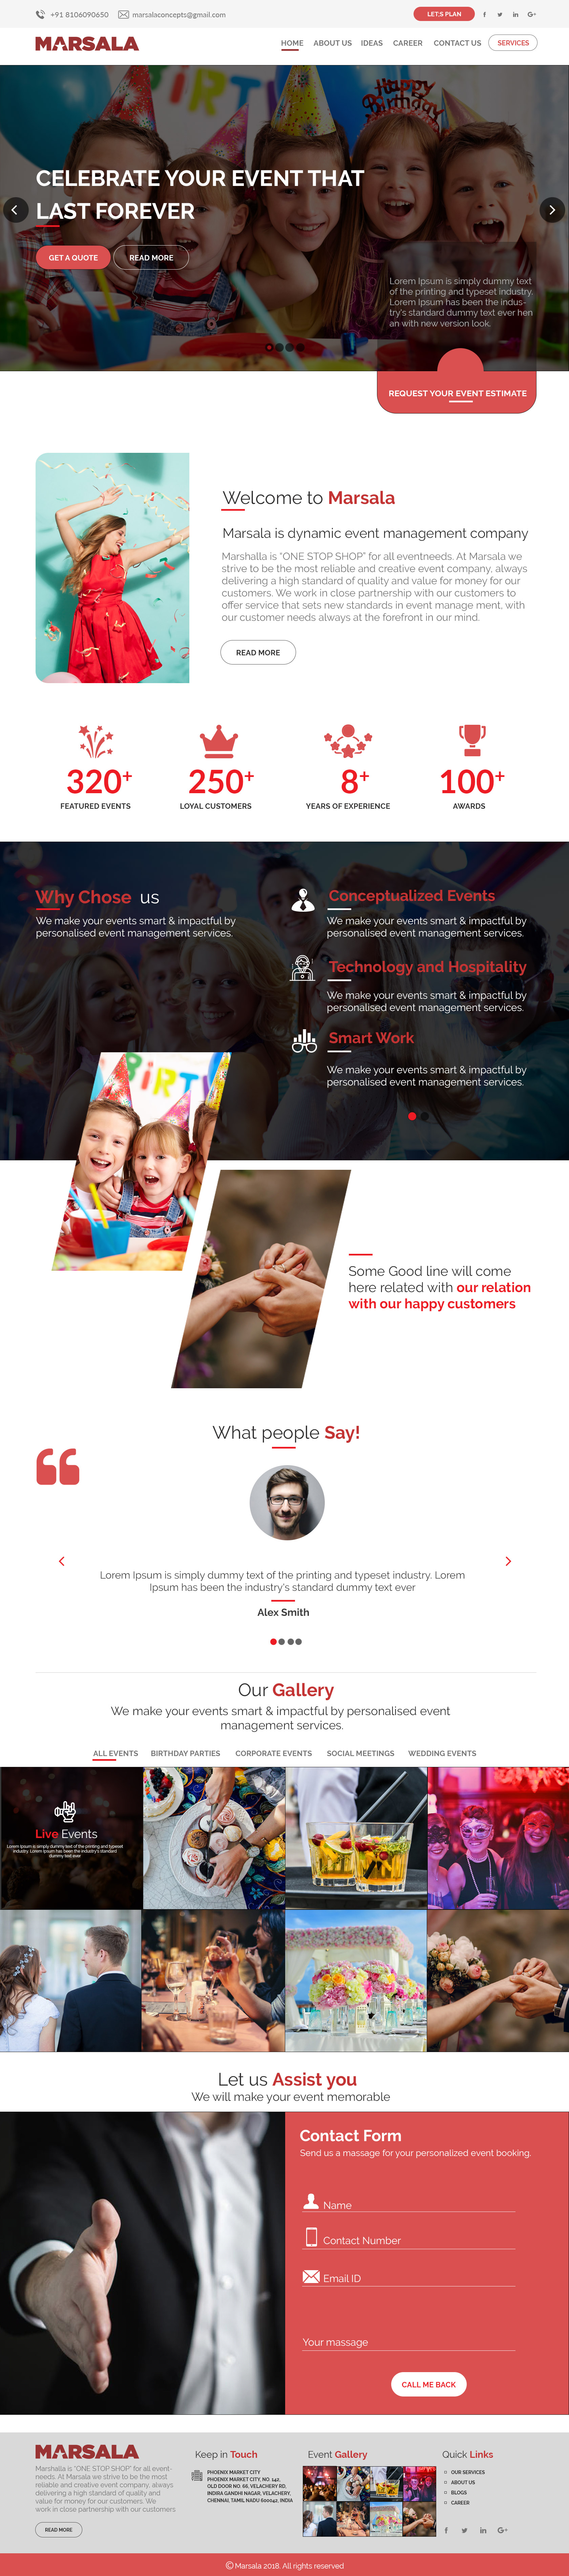 +91 8106090650 marsalaconcepts@gmail.com LET;S PLAN
MARSALA
HOME ABOUT US IDEAS CAREER CONTACT US SERVICES
Happy Birthday
CELEBRATE YOUR EVENT THAT
LAST FOREVER
GET A QUOTE READ MORE
Lorem Ipsum is simply dummy text
of the printing and typeset industry.
Lorem Ipsum has been the indus-
try's standard dummy text ever hen
an with new version look.
REQUEST YOUR EVENT ESTIMATE
Welcome to Marsala
Marsala is dynamic event management company
Marshalla is "ONE STOP SHOP" for all eventneeds. At Marsala we
strive to be the most reliable and creative event company, always
delivering a high standard of quality and value for money for our
customers. We work in close partnership with our customers to
offer service that sets new standards in event manage ment, with
our customer needs always at the forefront in our mind.
READ MORE
320+ 250+ 8+ 100+
FEATURED EVENTS LOYAL CUSTOMERS YEARS OF EXPERIENCE AWARDS
Why Chose us
We make your events smart & impactful by
personalised event management services.
Conceptualized Events
We make your events smart & impactful by
personalised event management services.
Technology and Hospitality
We make your events smart & impactful by
personalised event management services.
Smart Work
We make your events smart & impactful by
personalised event management services.
BIRT
Some Good line will come
here related with our relation
with our happy customers
What people Say!
Lorem Ipsum is simply dummy text of the printing and typeset industry. Lorem
Ipsum has been the industry's standard dummy text ever
Alex Smith
Our Gallery
We make your events smart & impactful by personalised event
management services.
ALL EVENTS BIRTHDAY PARTIES CORPORATE EVENTS SOCIAL MEETINGS WEDDING EVENTS
Live Events
Lorem Ipsum is simply dummy text of the printing and typeset
industry. Lorem Ipsum has been the industry's standard
dummy text ever
Let us Assist you
We will make your event memorable
Contact Form
Send us a massage for your personalized event booking.
Name
Contact Number
Email ID
Your massage
CALL ME BACK
MARSALA
Marshalla is "ONE STOP SHOP" for all event-
needs. At Marsala we strive to be the most
reliable and creative event company, always
delivering a high standard of quality and
value for money for our customers. We
work in close partnership with our customers
READ MORE
Keep in Touch
PHOENIX MARKET CITY
PHOENIX MARKET CITY, NO. 142,
OLD DOOR NO. 66, VELACHERY RD,
INDIRA GANDHI NAGAR, VELACHERY,
CHENNAI, TAMIL NADU 600042, INDIA
Event Gallery
Quick Links
OUR SERVICES
ABOUT US
BLOGS
CAREER
© Marsala 2018. All rights reserved